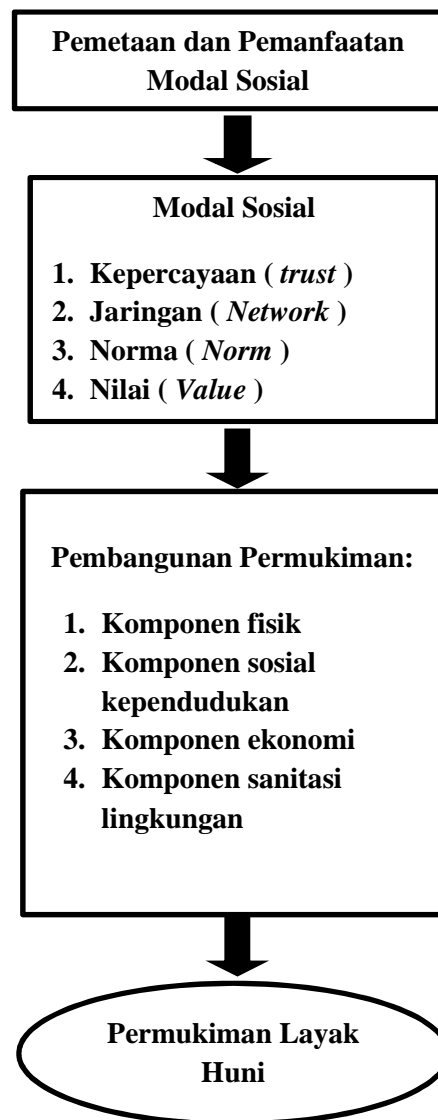 Pemetaan dan Pemanfaatan
Modal Sosial
Modal Sosial
1. Kepercayaan ( trust )
2. Jaringan ( Network )
3. Norma ( Norm )
4. Nilai ( Value )
Pembangunan Permukiman:
1. Komponen fisik
2. Komponen sosial
kependudukan
3. Komponen ekonomi
4. Komponen sanitasi
lingkungan
Permukiman Layak
Huni